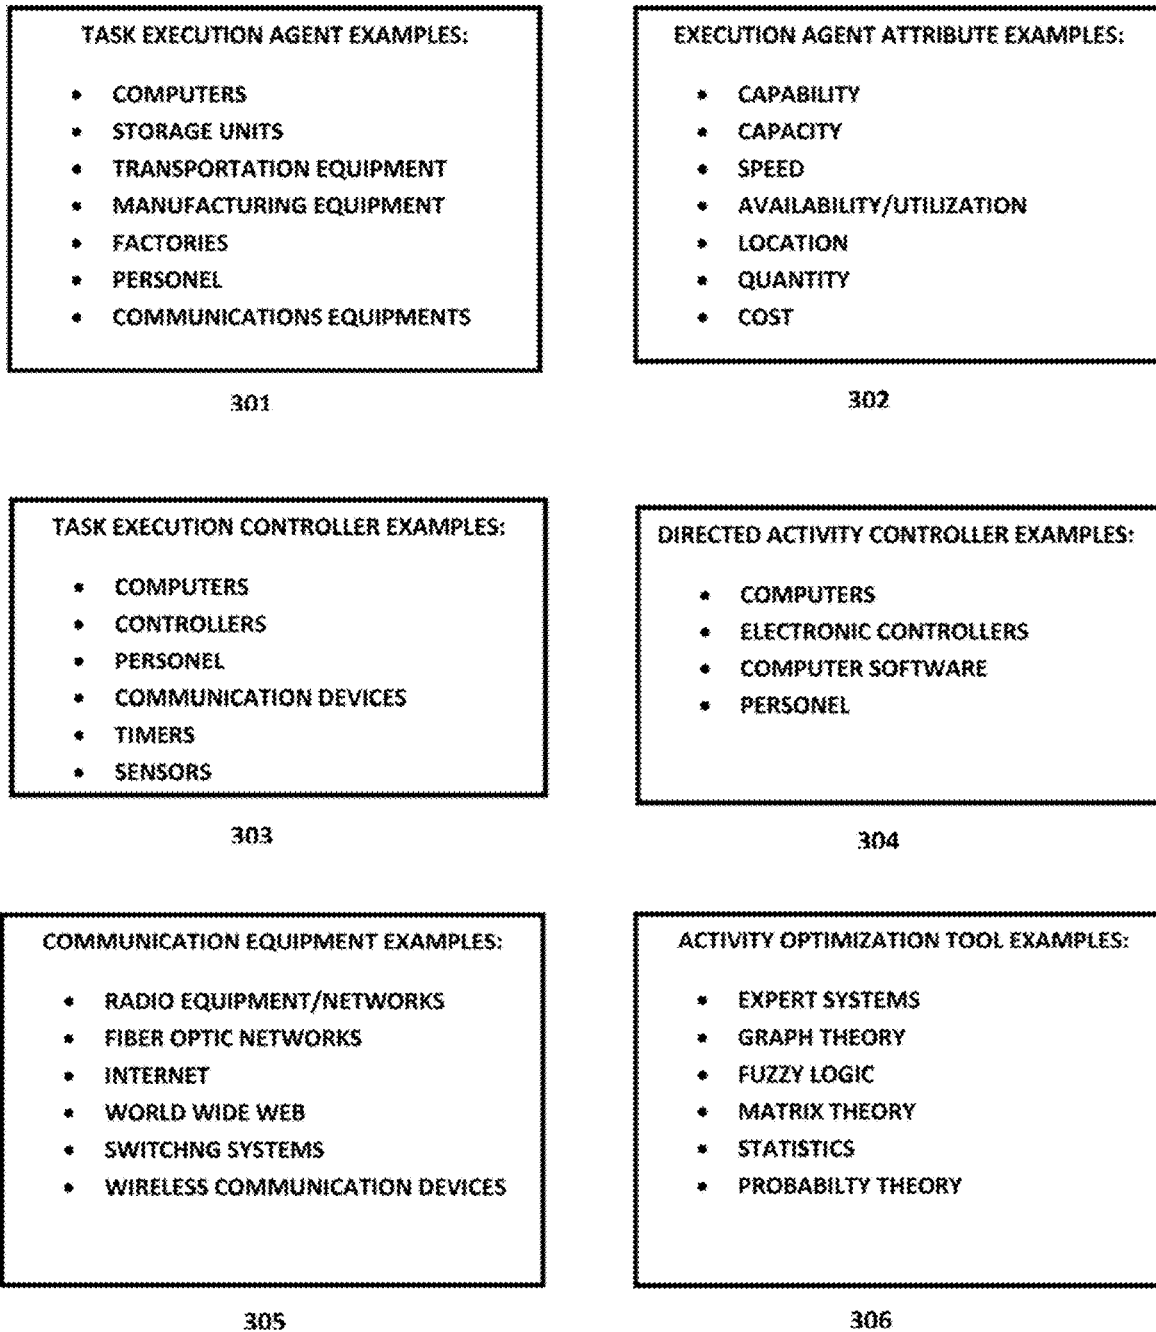 TASK EXECUTION AGENT EXAMPLES:
• COMPUTERS
• STORAGE UNITS
• TRANSPORTATION EQUIPMENT
• MANUFACTURING EQUIPMENT
• FACTORIES
• PERSONEL
• COMMUNICATIONS EQUIPMENTS
301
EXECUTION AGENT ATTRIBUTE EXAMPLES:
• CAPABILITY
• CAPACITY
• SPEED
• AVAILABILITY/UTILIZATION
• LOCATION
• QUANTITY
• COST
302
TASK EXECUTION CONTROLLER EXAMPLES:
• COMPUTERS
• CONTROLLERS
• PERSONEL
• COMMUNICATION DEVICES
• TIMERS
• SENSORS
303
DIRECTED ACTIVITY CONTROLLER EXAMPLES:
• COMPUTERS
• ELECTRONIC CONTROLLERS
• COMPUTER SOFTWARE
• PERSONEL
304
COMMUNICATION EQUIPMENT EXAMPLES:
• RADIO EQUIPMENT/NETWORKS
• FIBER OPTIC NETWORKS
• INTERNET
• WORLD WIDE WEB
• SWITCHNG SYSTEMS
• WIRELESS COMMUNICATION DEVICES
305
ACTIVITY OPTIMIZATION TOOL EXAMPLES:
• EXPERT SYSTEMS
• GRAPH THEORY
• FUZZY LOGIC
• MATRIX THEORY
• STATISTICS
• PROBABILTY THEORY
306